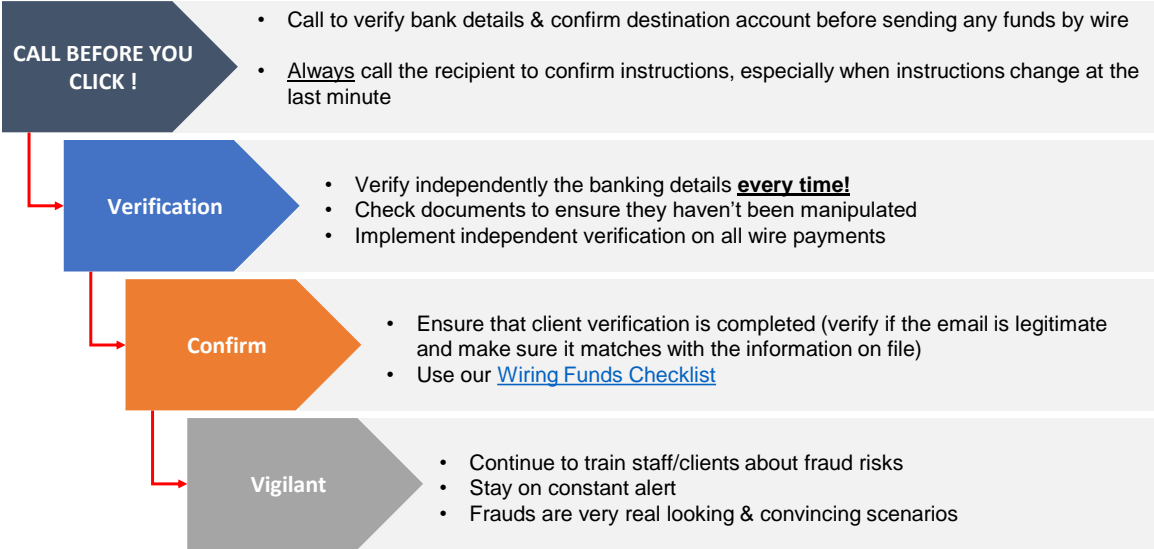 CALL BEFORE YOU
CLICK !
• Call to verify bank details & confirm destination account before sending any funds by wire
• Always call the recipient to confirm instructions, especially when instructions change at the
last minute
Verification
• Verify independently the banking details every time!
• Check documents to ensure they haven’t been manipulated
• Implement independent verification on all wire payments
Confirm
• Ensure that client verification is completed (verify if the email is legitimate
and make sure it matches with the information on file)
• Use our Wiring Funds Checklist
Vigilant
• Continue to train staff/clients about fraud risks
• Stay on constant alert
• Frauds are very real looking & convincing scenarios